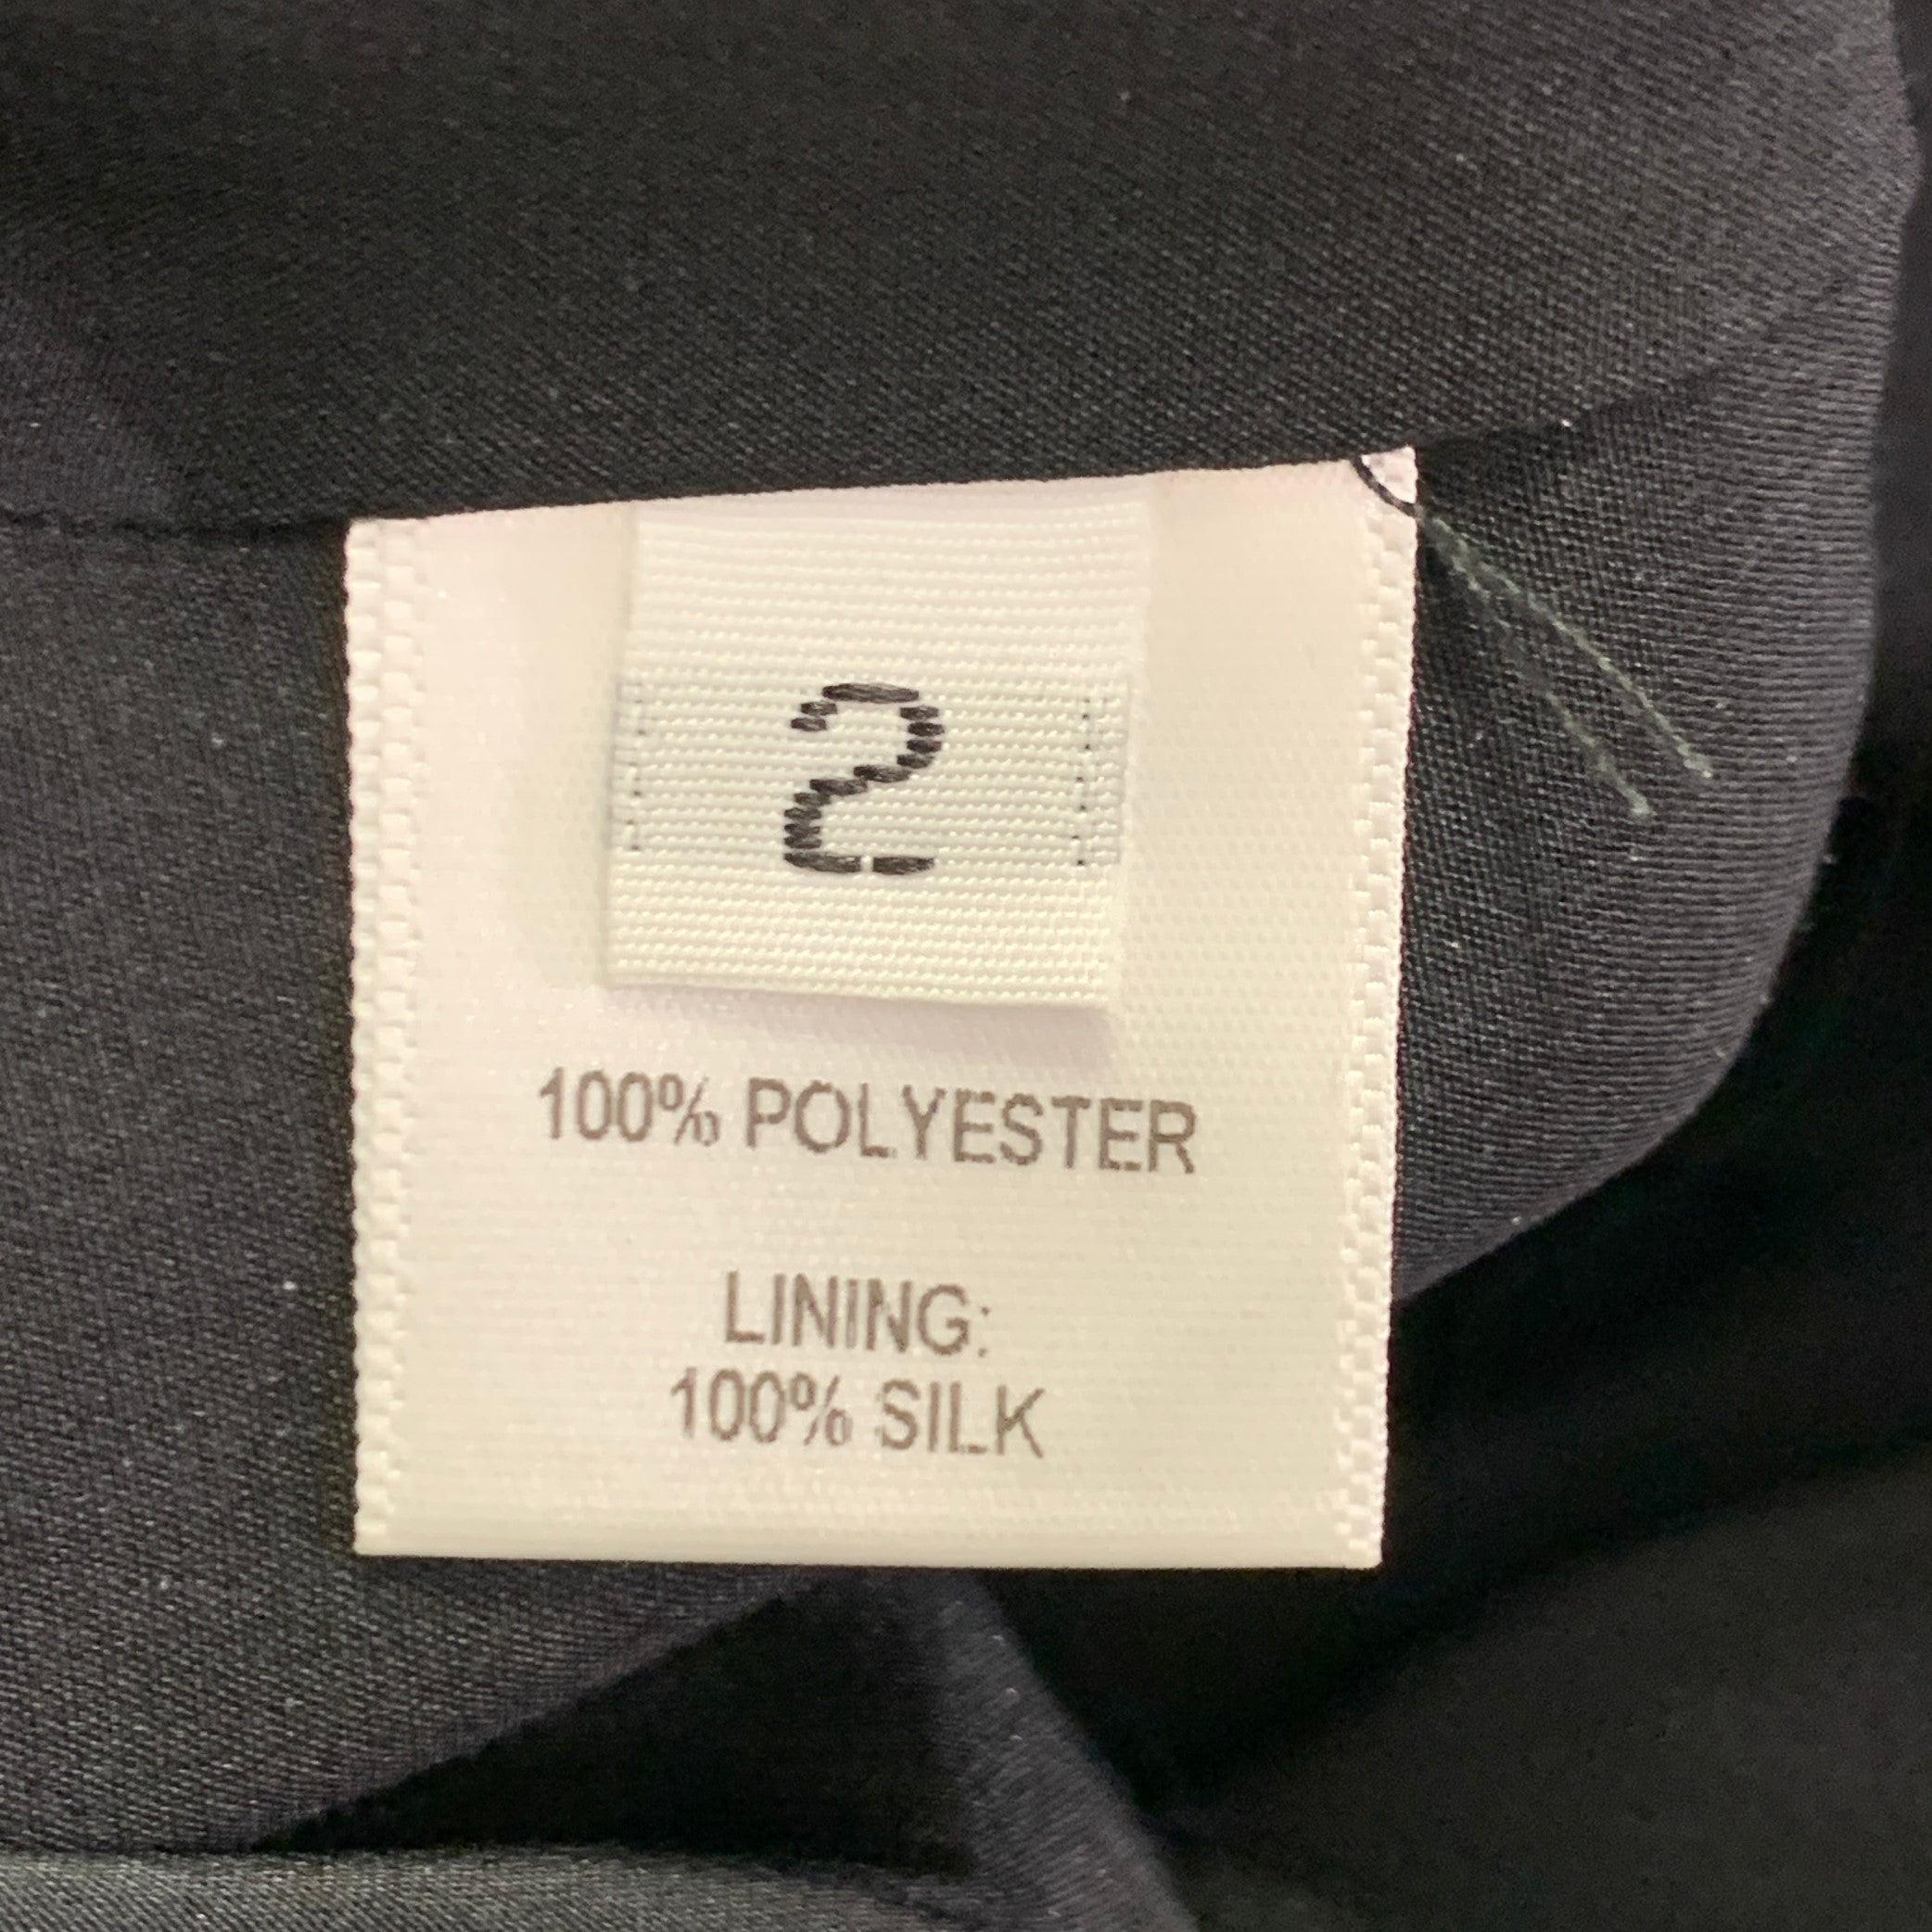 2
100% POLYESTER
LINING:
100% SILK